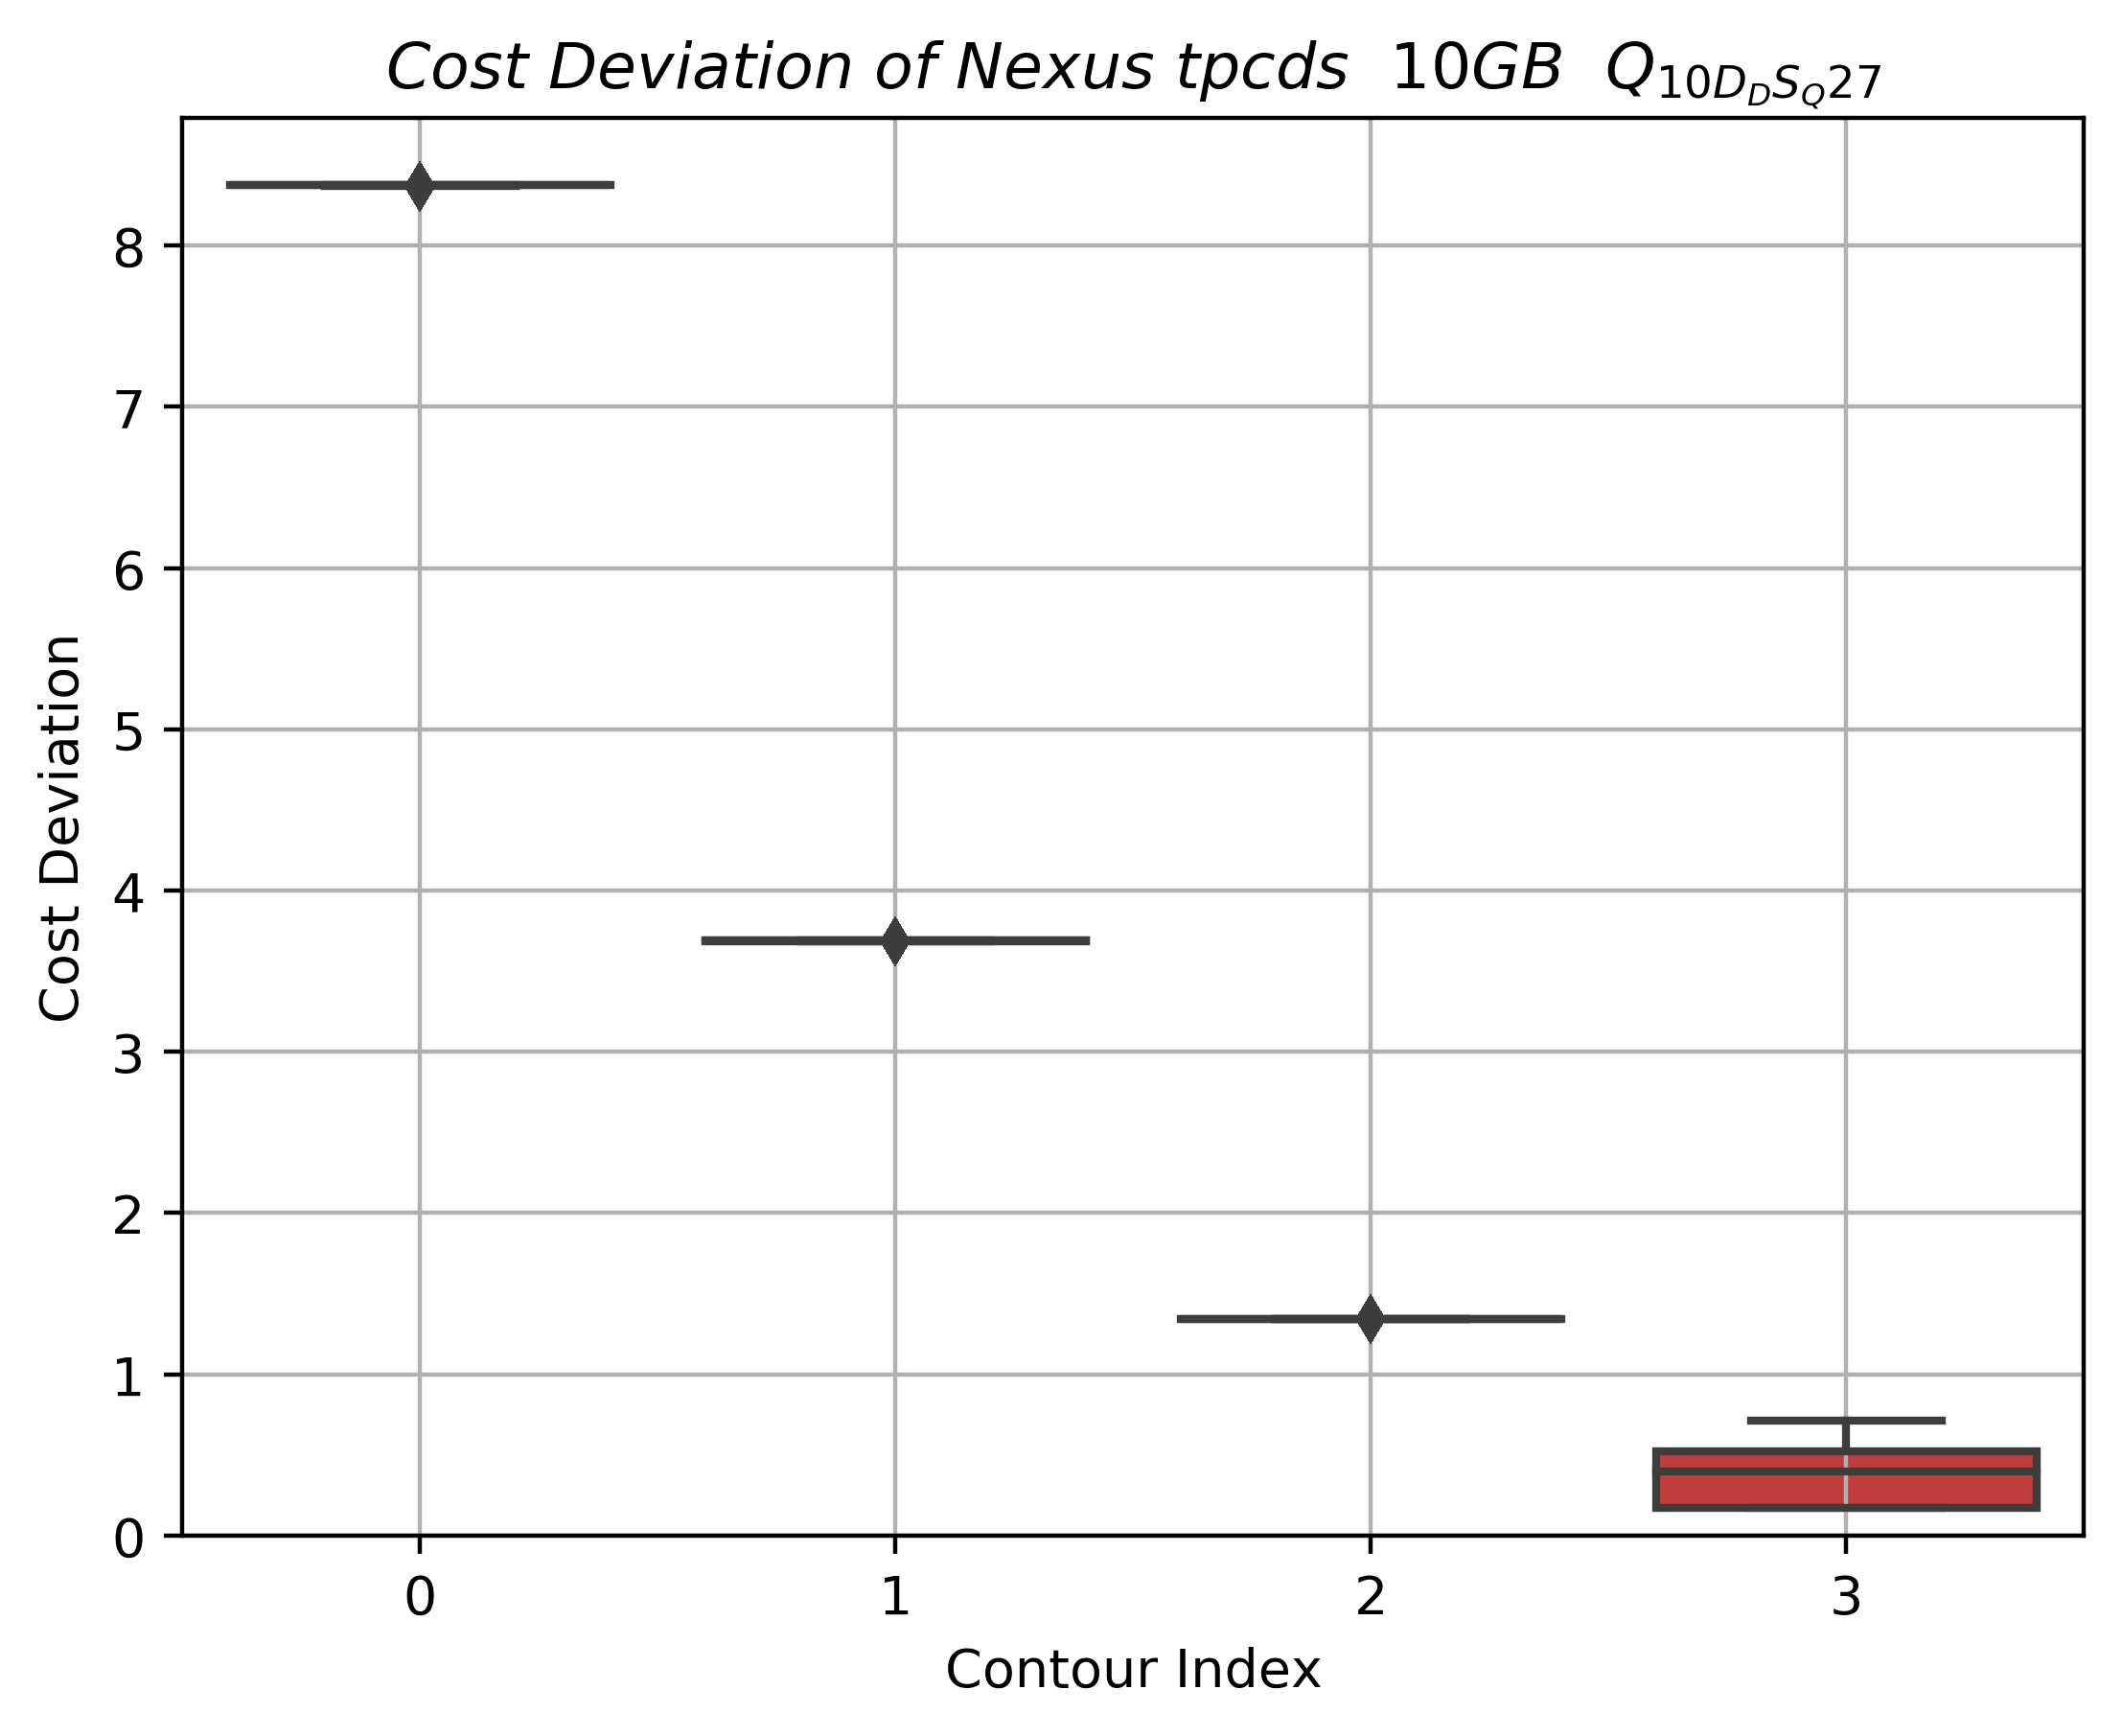 Cost Deviation of Nexus tpcds 10GB Q10DDSQ27
8
7
6
5
4
3
2
1
0
Cost Deviation
0 1 2 3
Contour Index